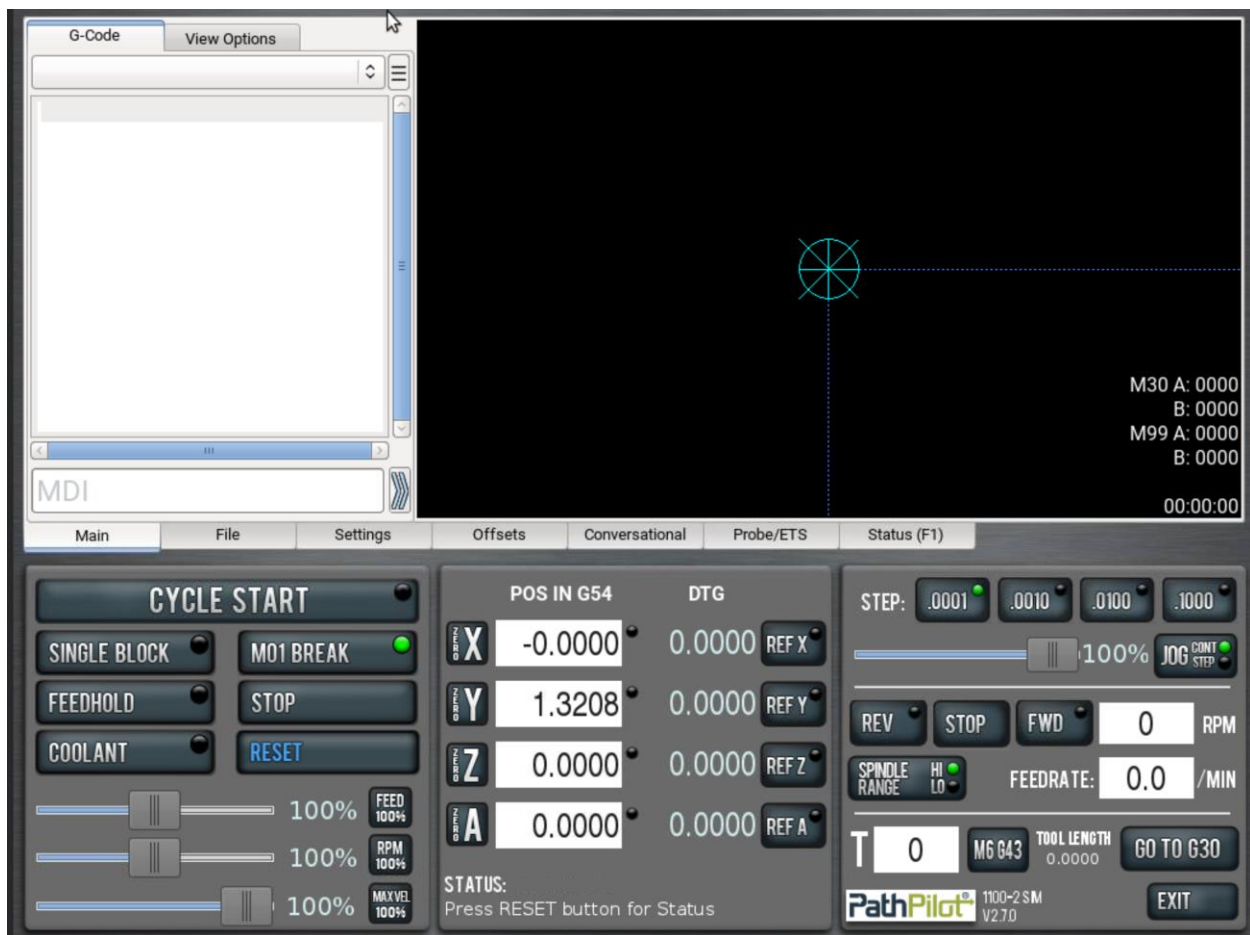 G-Code
View Options
MDI
M30 A: 0000
B: 0000
M99 A: 0000
B: 0000
00:00:00
Main
File
Settings
Offsets
Conversational
Probe/ETS
Status (F1)
CYCLE START
SINGLE BLOCK
M01 BREAK
FEEDHOLD
STOP
COOLANT
RESET
100%
FEED
100%
100%
RPM
100%
100%
MAXVEL
100%
POS IN G54
DTG
ZERO X
-0.0000
0.0000
REF X
ZERO Y
1.3208
0.0000
REF Y
ZERO Z
0.0000
0.0000
REF Z
ZERO A
0.0000
0.0000
REF A
STATUS:
Press RESET button for Status
STEP:
.0001
.0010
.0100
.1000
100%
JOG
CONT
STEP
REV
STOP
FWD
0
RPM
SPINDLE
RANGE
HI
LO
FEEDRATE:
0.0
/MIN
T
0
M6 G43
TOOL LENGTH
0.0000
GO TO G30
PathPilot®
1100-2 SIM
V2.7.0
EXIT